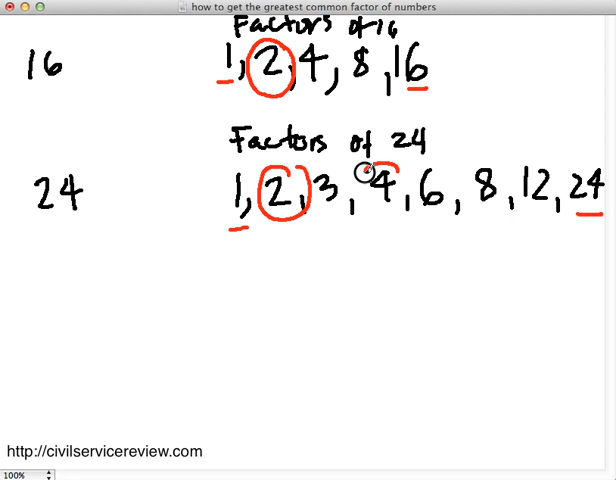 how to get the greatest common factor of numbers
Factors of 16
16 1, 2, 4, 8, 16
Factors of 24
24 1, 2, 3, 4, 6, 8, 12, 24
http://civilservicereview.com
100%